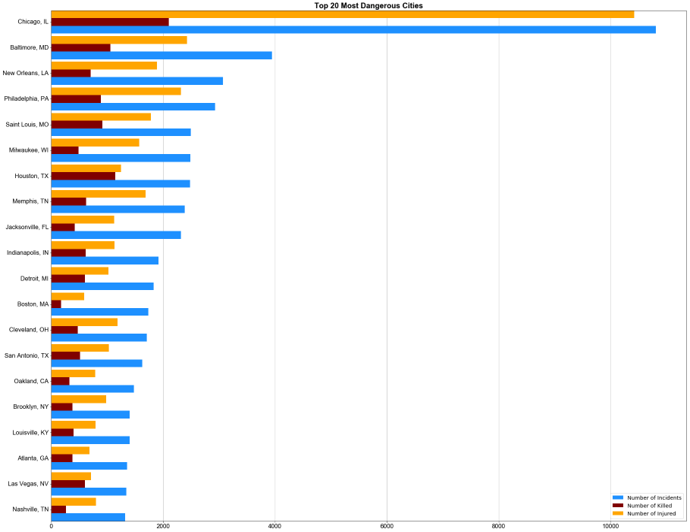 Top 20 Most Dangerous Cities
Chicago, IL
Baltimore, MD
New Orleans, LA
Philadelphia, PA
Saint Louis, MO
Milwaukee, WI
Houston, TX
Memphis, TN
Jacksonville, FL
Indianapolis, IN
Detroit, MI
Boston, MA
Cleveland, OH
San Antonio, TX
Oakland, CA
Brooklyn, NY
Louisville, KY
Atlanta, GA
Las Vegas, NV
Nashville, TN
Number of Incidents
Number of Killed
Number of Injured
0 2000 4000 6000 8000 10000